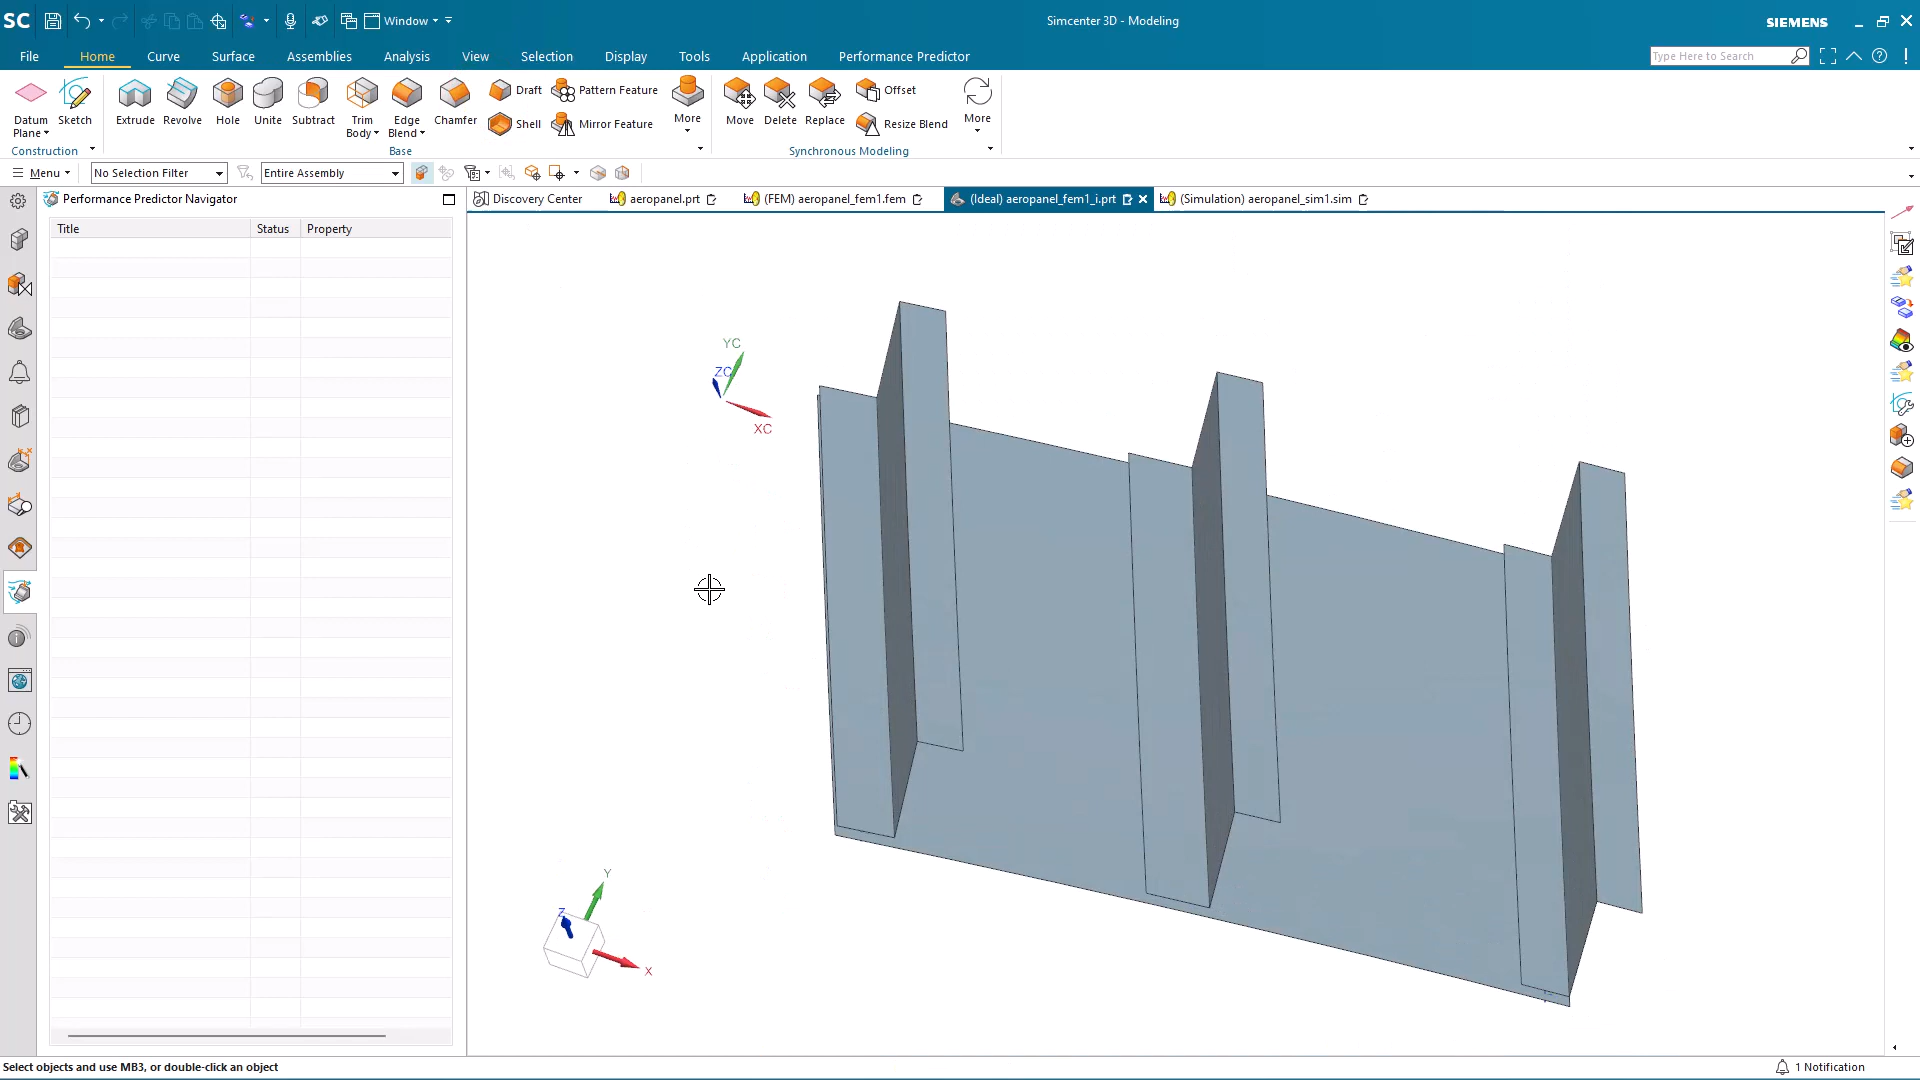 SC
Window
Simcenter 3D - Modeling
SIEMENS
File
Home
Curve
Surface
Assemblies
Analysis
View
Selection
Display
Tools
Application
Performance Predictor
Type Here to Search
Datum Plane
Sketch
Extrude
Revolve
Hole
Unite
Subtract
Trim Body
Edge Blend
Chamfer
Draft
Shell
Pattern Feature
Mirror Feature
More
Move
Delete
Replace
Offset
Resize Blend
More
Construction
Base
Synchronous Modeling
Menu
No Selection Filter
Entire Assembly
Performance Predictor Navigator
Discovery Center
aeropanel.prt
(FEM) aeropanel_fem1.fem
(Ideal) aeropanel_fem1_i.prt
(Simulation) aeropanel_sim1.sim
Title
Status
Property
YC
ZC
XC
Y
Z
X
Select objects and use MB3, or double-click an object
1 Notification